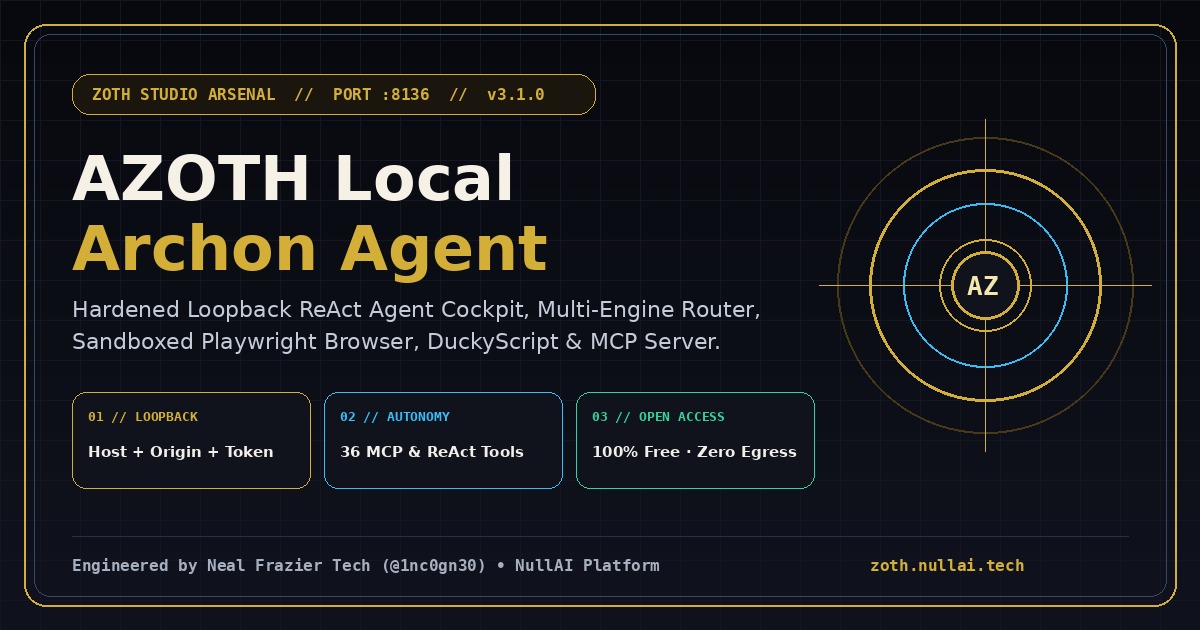 ZOTH STUDIO ARSENAL // PORT :8136 // v3.1.0
AZOTH Local
Archon Agent
Hardened Loopback ReAct Agent Cockpit, Multi-Engine Router,
Sandboxed Playwright Browser, DuckyScript & MCP Server.
AZ
01 // LOOPBACK
Host + Origin + Token
02 // AUTONOMY
36 MCP & ReAct Tools
03 // OPEN ACCESS
100% Free · Zero Egress
Engineered by Neal Frazier Tech (@1nc0gn30) • NullAI Platform
zoth.nullai.tech